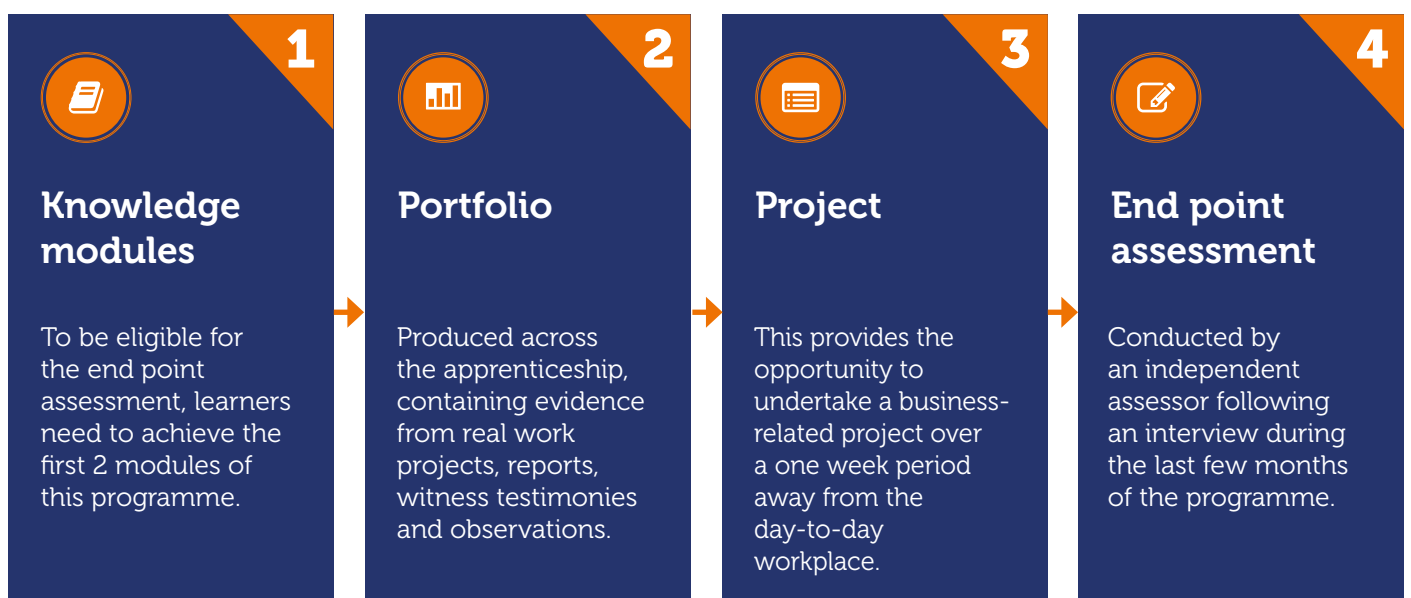 1
Knowledge
modules
To be eligible for
the end point
assessment, learners
need to achieve the
first 2 modules of
this programme.
2
Portfolio
Produced across
the apprenticeship,
containing evidence
from real work
projects, reports,
witness testimonies
and observations.
3
Project
This provides the
opportunity to
undertake a business-
related project over
a one week period
away from the
day-to-day
workplace.
4
End point
assessment
Conducted by
an independent
assessor following
an interview during
the last few months
of the programme.